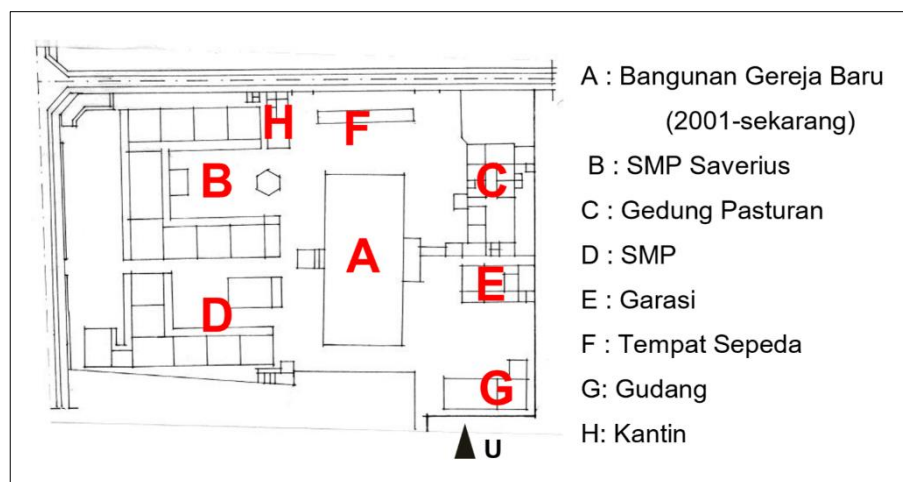 H
F
B
C
A
E
D
G
U
A : Bangunan Gereja Baru
(2001-sekarang)
B : SMP Saverius
C : Gedung Pasturan
D : SMP
E : Garasi
F : Tempat Sepeda
G: Gudang
H: Kantin